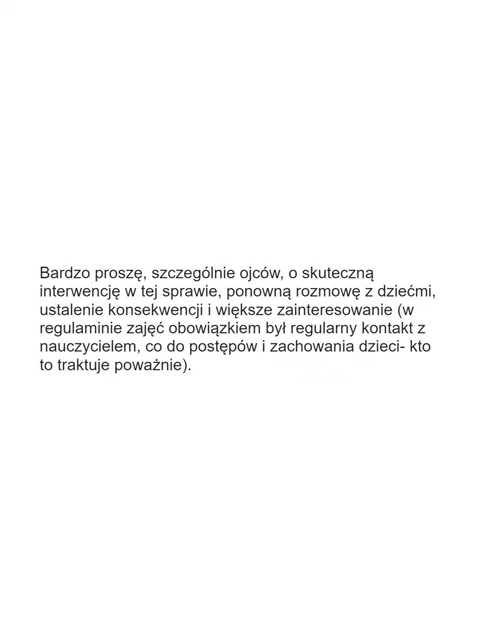 Bardzo proszę, szczególnie ojców, o skuteczną
interwencję w tej sprawie, ponowną rozmowę z dziećmi,
ustalenie konsekwencji i większe zainteresowanie (w
regulaminie zajęć obowiązkiem był regularny kontakt z
nauczycielem, co do postępów i zachowania dzieci- kto
to traktuje poważnie).